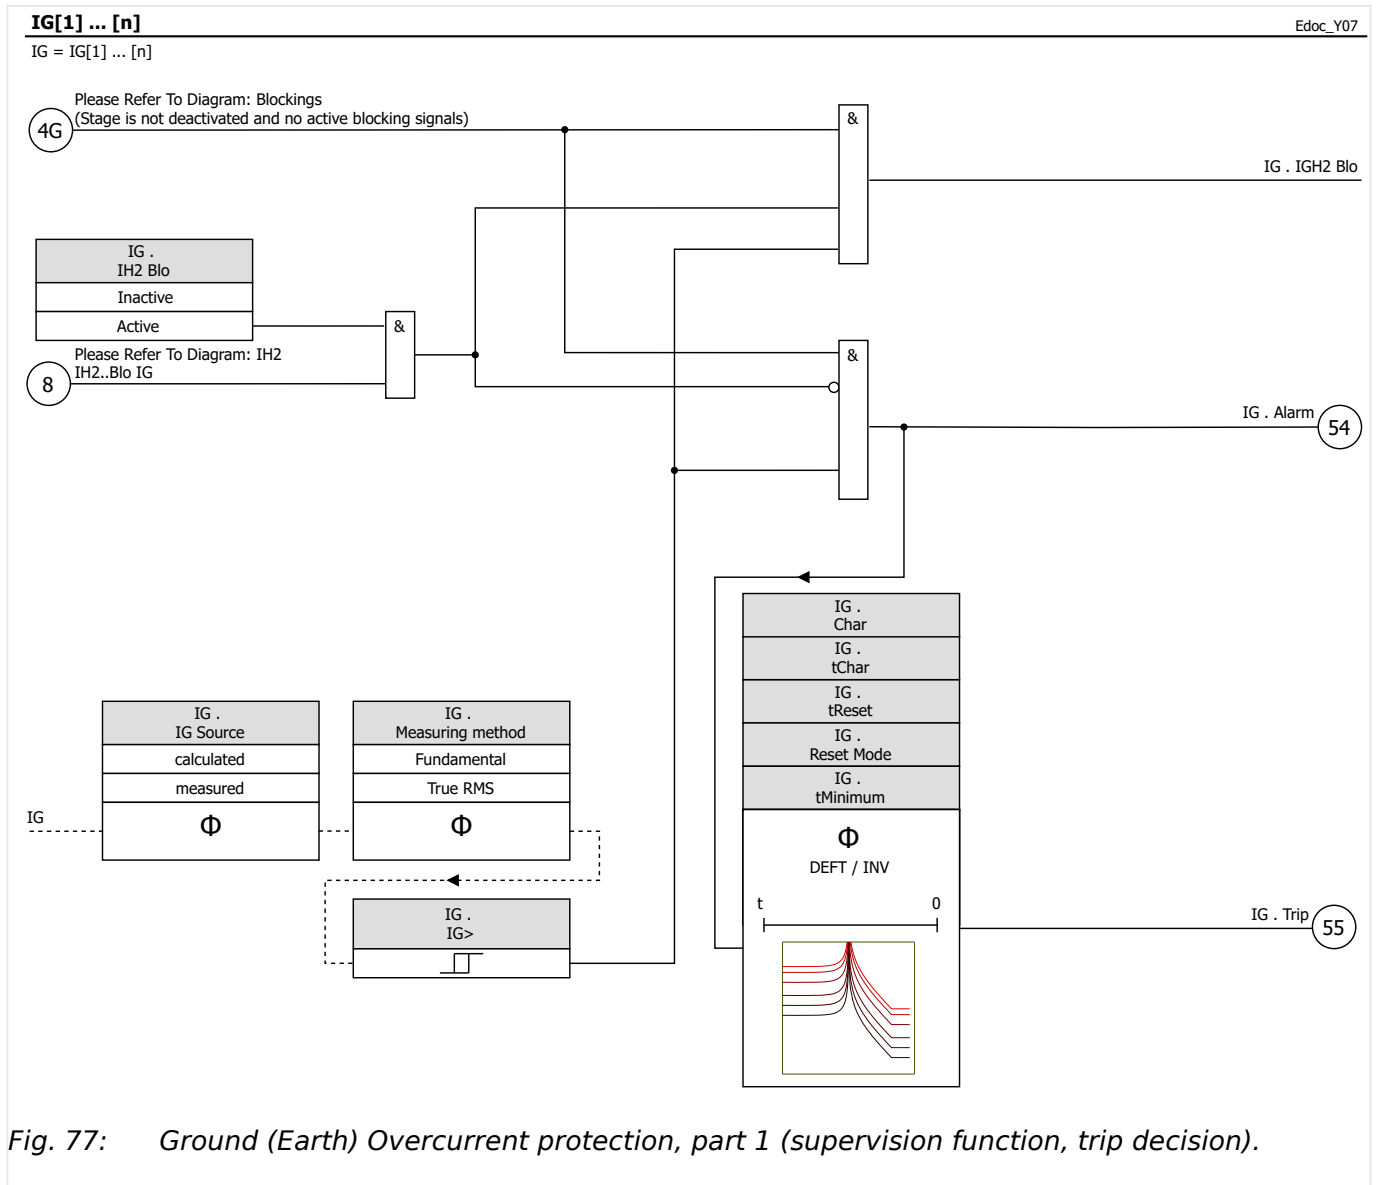 IG[1] ... [n]
Edoc_Y07
IG = IG[1] ... [n]
Please Refer To Diagram: Blockings
(Stage is not deactivated and no active blocking signals)
4G
&
IG . IGH2 Blo
IG .
IH2 Blo
Inactive
Active
&
Please Refer To Diagram: IH2
IH2..Blo IG
8
&
IG . Alarm
54
IG .
Char
IG .
tChar
IG .
tReset
IG .
Reset Mode
IG .
tMinimum
IG .
IG Source
calculated
measured
Φ
IG .
Measuring method
Fundamental
True RMS
Φ
IG
Φ
DEFT / INV
t
0
IG .
IG>
IG . Trip
55
Fig. 77: Ground (Earth) Overcurrent protection, part 1 (supervision function, trip decision).